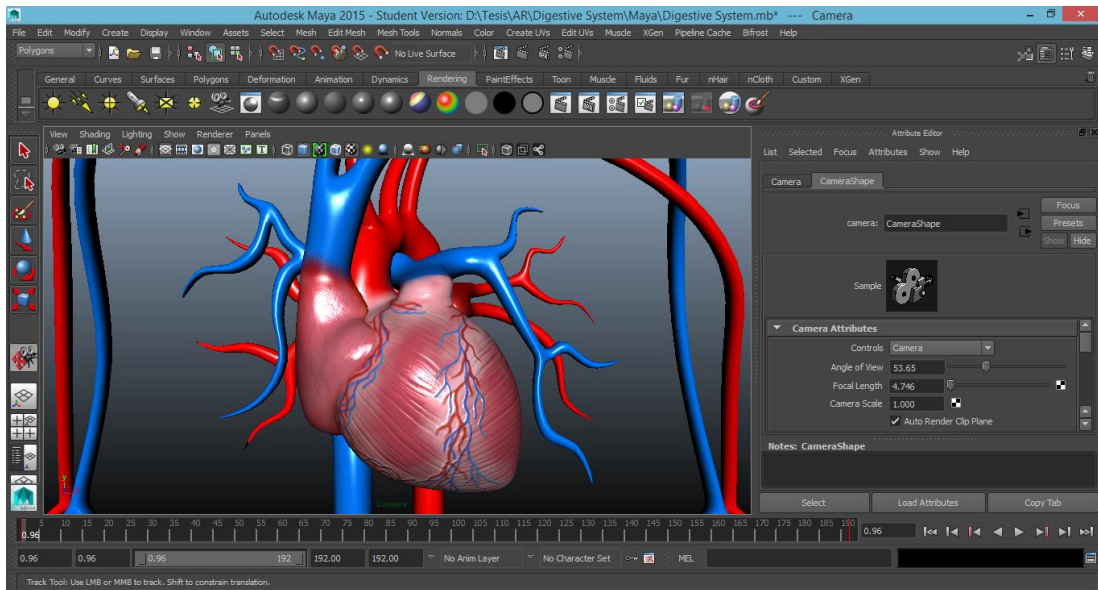 Autodesk Maya 2015 - Student Version: D:\Tesis\AR\Digestive System\Maya\Digestive System.mb* --- Camera
File Edit Modify Create Display Window Assets Select Mesh Edit Mesh Mesh Tools Normals Color Create UVs Edit UVs Muscle XGen Pipeline Cache Bifrost Help
Polygons No Live Surface
General Curves Surfaces Polygons Deformation Animation Dynamics Rendering PaintEffects Toon Muscle Fluids Fur nHair nCloth Custom XGen
View Shading Lighting Show Renderer Panels
Attribute Editor
List Selected Focus Attributes Show Help
Camera CameraShape
Focus
camera: CameraShape
Presets
Show Hide
Sample
Camera Attributes
Controls Camera
Angle of View 53.65
Focal Length 4.746
Camera Scale 1.000
Auto Render Clip Plane
Notes: CameraShape
y
Camera
MAYA
Select Load Attributes Copy Tab
5 10 15 20 25 30 35 40 45 50 55 60 65 70 75 80 85 90 95 100 105 110 115 120 125 130 135 140 145 150 155 160 165 170 175 180 185 190
0.96 0.96
0.96 0.96 0.96 192 192.00 192.00 No Anim Layer No Character Set MEL
Track Tool: Use LMB or MMB to track. Shift to constrain translation.